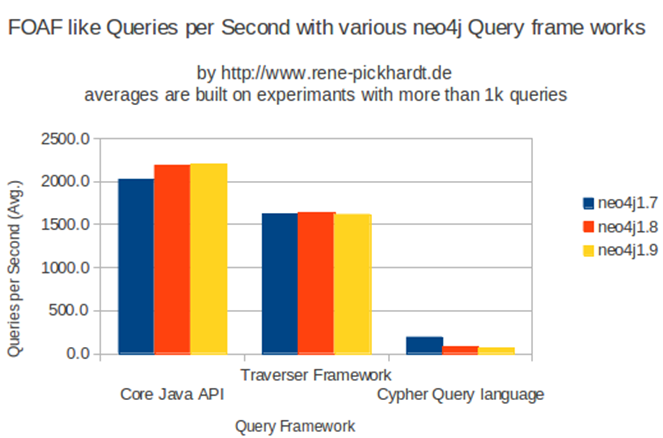 FOAF like Queries per Second with various neo4j Query frame works
by http://www.rene-pickhardt.de
averages are built on experimants with more than 1k queries
Queries per Second (Avg.)
2500.0
2000.0
1500.0
1000.0
500.0
0.0
neo4j1.7
neo4j1.8
neo4j1.9
Traverser Framework
Core Java API
Cypher Query language
Query Framework